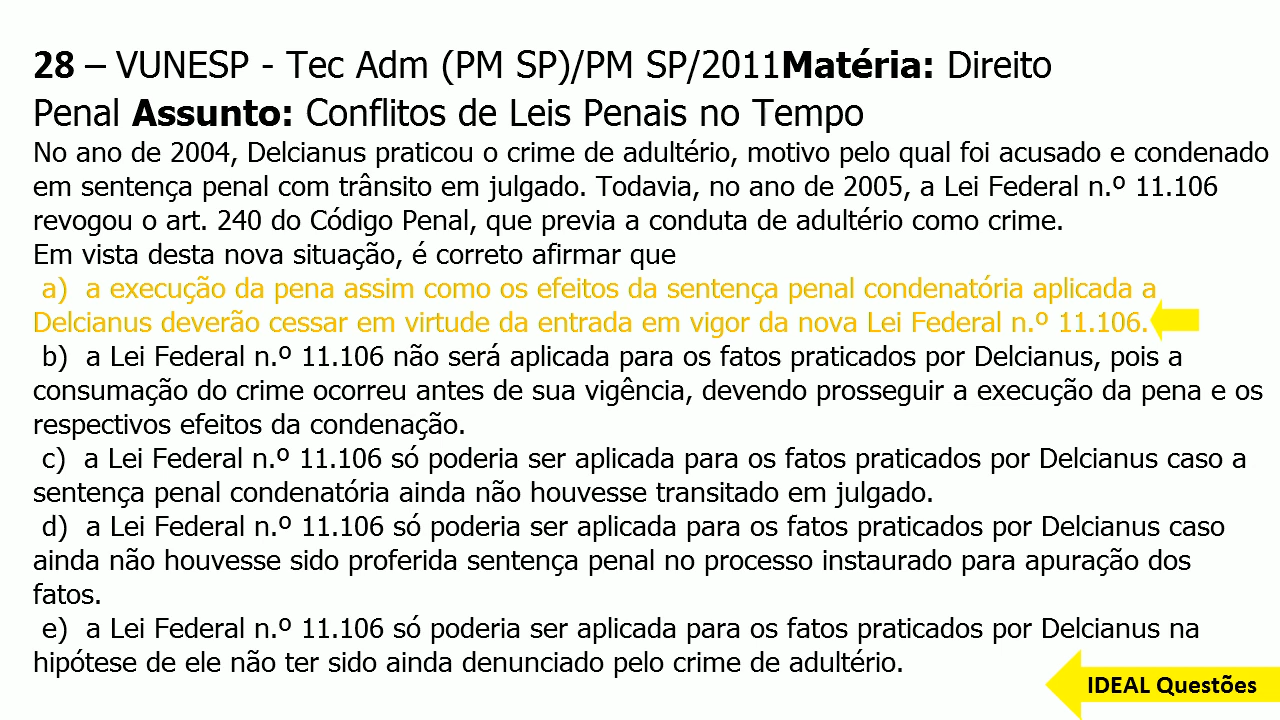 28 – VUNESP - Tec Adm (PM SP)/PM SP/2011Matéria: Direito
Penal Assunto: Conflitos de Leis Penais no Tempo
No ano de 2004, Delcianus praticou o crime de adultério, motivo pelo qual foi acusado e condenado
em sentença penal com trânsito em julgado. Todavia, no ano de 2005, a Lei Federal n.º 11.106
revogou o art. 240 do Código Penal, que previa a conduta de adultério como crime.
Em vista desta nova situação, é correto afirmar que
a) a execução da pena assim como os efeitos da sentença penal condenatória aplicada a
Delcianus deverão cessar em virtude da entrada em vigor da nova Lei Federal n.º 11.106.
b) a Lei Federal n.º 11.106 não será aplicada para os fatos praticados por Delcianus, pois a
consumação do crime ocorreu antes de sua vigência, devendo prosseguir a execução da pena e os
respectivos efeitos da condenação.
c) a Lei Federal n.º 11.106 só poderia ser aplicada para os fatos praticados por Delcianus caso a
sentença penal condenatória ainda não houvesse transitado em julgado.
d) a Lei Federal n.º 11.106 só poderia ser aplicada para os fatos praticados por Delcianus caso
ainda não houvesse sido proferida sentença penal no processo instaurado para apuração dos
fatos.
e) a Lei Federal n.º 11.106 só poderia ser aplicada para os fatos praticados por Delcianus na
hipótese de ele não ter sido ainda denunciado pelo crime de adultério.
IDEAL Questões